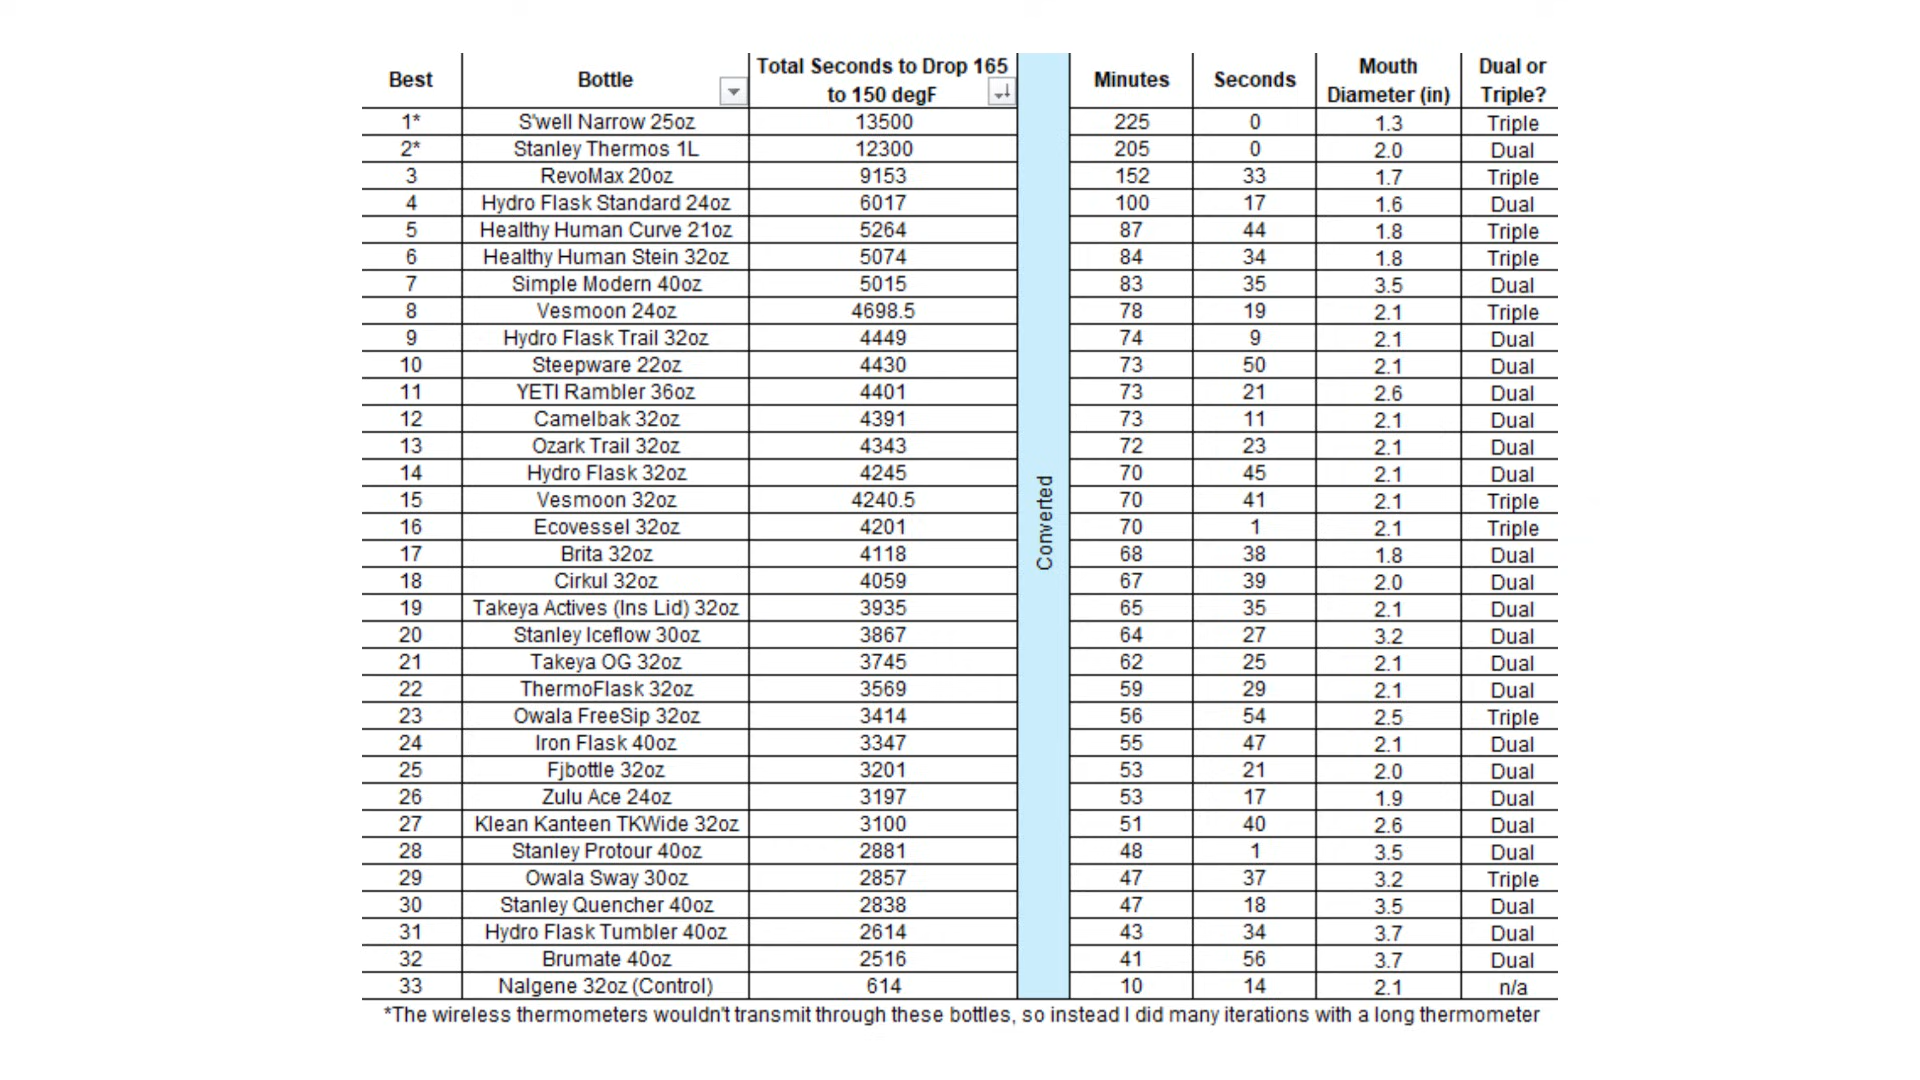 Best Bottle Total Seconds to Drop 165 to 150 degF Minutes Seconds Mouth Diameter (in) Dual or Triple?
1* S'well Narrow 25oz 13500 225 0 1.3 Triple
2* Stanley Thermos 1L 12300 205 0 2.0 Dual
3 RevoMax 20oz 9153 152 33 1.7 Triple
4 Hydro Flask Standard 24oz 6017 100 17 1.6 Dual
5 Healthy Human Curve 21oz 5264 87 44 1.8 Triple
6 Healthy Human Stein 32oz 5074 84 34 1.8 Triple
7 Simple Modern 40oz 5015 83 35 3.5 Dual
8 Vesmoon 24oz 4698.5 78 19 2.1 Triple
9 Hydro Flask Trail 32oz 4449 74 9 2.1 Dual
10 Steepware 22oz 4430 73 50 2.1 Dual
11 YETI Rambler 36oz 4401 73 21 2.6 Dual
12 Camelbak 32oz 4391 73 11 2.1 Dual
13 Ozark Trail 32oz 4343 72 23 2.1 Dual
14 Hydro Flask 32oz 4245 70 45 2.1 Dual
15 Vesmoon 32oz 4240.5 70 41 2.1 Triple
16 Ecovessel 32oz 4201 70 1 2.1 Triple
Converted
17 Brita 32oz 4118 68 38 1.8 Dual
18 Cirkul 32oz 4059 67 39 2.0 Dual
19 Takeya Actives (Ins Lid) 32oz 3935 65 35 2.1 Dual
20 Stanley Iceflow 30oz 3867 64 27 3.2 Dual
21 Takeya OG 32oz 3745 62 25 2.1 Dual
22 ThermoFlask 32oz 3569 59 29 2.1 Dual
23 Owala FreeSip 32oz 3414 56 54 2.5 Triple
24 Iron Flask 40oz 3347 55 47 2.1 Dual
25 Fjbottle 32oz 3201 53 21 2.0 Dual
26 Zulu Ace 24oz 3197 53 17 1.9 Dual
27 Klean Kanteen TKWide 32oz 3100 51 40 2.6 Dual
28 Stanley Protour 40oz 2881 48 1 3.5 Dual
29 Owala Sway 30oz 2857 47 37 3.2 Triple
30 Stanley Quencher 40oz 2838 47 18 3.5 Dual
31 Hydro Flask Tumbler 40oz 2614 43 34 3.7 Dual
32 Brumate 40oz 2516 41 56 3.7 Dual
33 Nalgene 32oz (Control) 614 10 14 2.1 n/a
*The wireless thermometers wouldn't transmit through these bottles, so instead I did many iterations with a long thermometer